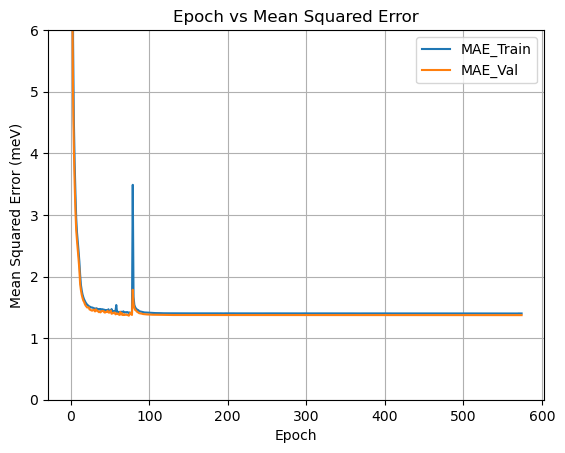 Epoch vs Mean Squared Error
MAE_Train
MAE_Val
Mean Squared Error (meV)
6
5
4
3
2
1
0
0 100 200 300 400 500 600
Epoch